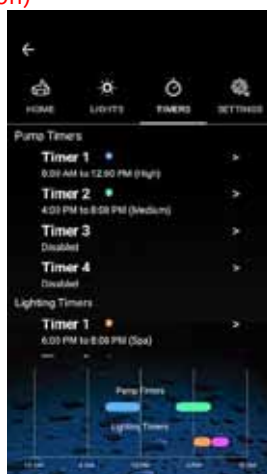 on)
HOME LIGHTS TIMERS SETTINGS
Pump Timers
Timer 1 >
8:00 AM to 12:00 PM (High)
Timer 2 >
4:00 PM to 8:00 PM (Medium)
Timer 3 >
Disabled
Timer 4 >
Disabled
Lighting Timers
Timer 1 >
6:00 PM to 8:00 PM (Spa)
Pump Timers
Lighting Timers